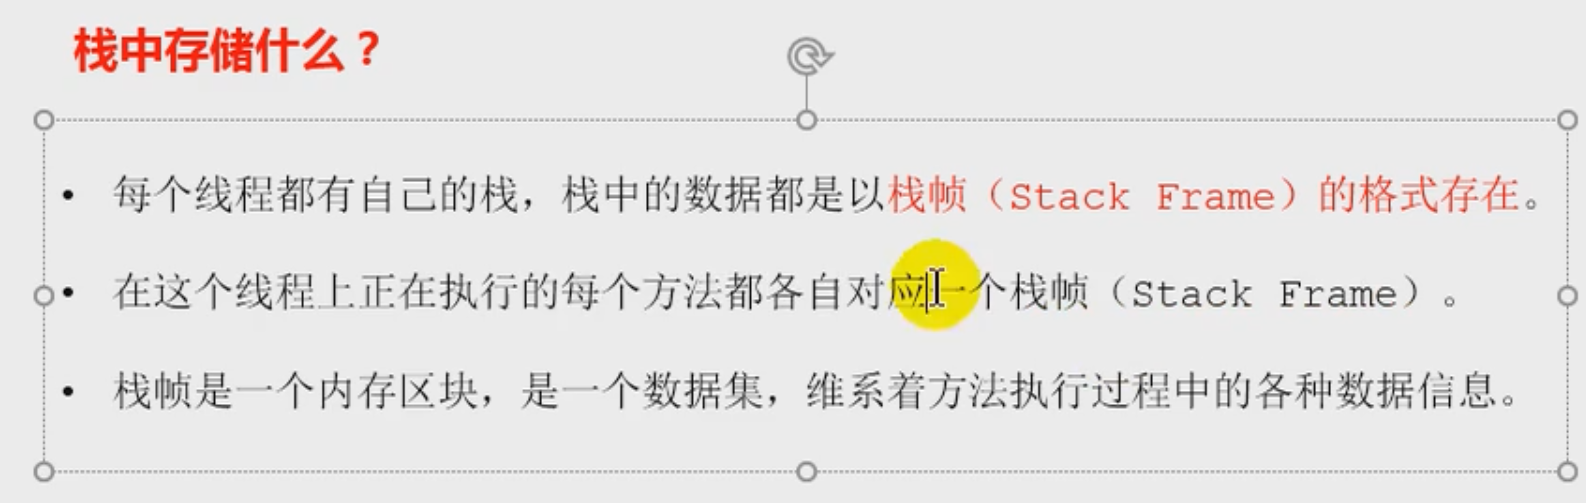 栈中存储什么？
• 每个线程都有自己的栈，栈中的数据都是以栈帧（Stack Frame）的格式存在。
• 在这个线程上正在执行的每个方法都各自对应一个栈帧（Stack Frame）。
• 栈帧是一个内存区块，是一个数据集，维系着方法执行过程中的各种数据信息。